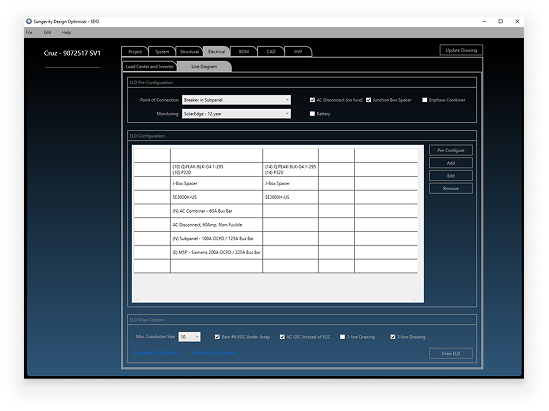 Sungevity Design Optimizer - SDO
File Edit Help
Cruz - 9872517 SV1
Project System Structural Electrical BOM CAD HVP
Update Drawing
Load Center and Inverter Line Diagram
ELD Pre-Configuration
Point of Connection Breaker in Subpanel AC Disconnect (no fuse) Junction Box Spacer Enphase Combiner
Monitoring SolarEdge - 12 year Battery
ELD Configuration
Pre-Configure
Add
Edit
Remove
(10) Q.PEAK-BLK-G4.1-295 (14) Q.PEAK-BLK-G4.1-295
(10) P320 (14) P320
J-Box Spacer J-Box Spacer
SE3000H-US SE3000H-US
(N) AC Combiner - 60A Bus Bar
AC Disconnect, 60Amp, Non-Fusible
(N) Subpanel - 100A OCPD / 125A Bus Bar
(E) MSP - Siemens 200A OCPD / 225A Bus Bar
ELD Draw Options
Min. Conductor Size 10 Bare #6 EGC Under Array AC GEC Instead of EGC 1-line Drawing 3-line Drawing
Draw ELD